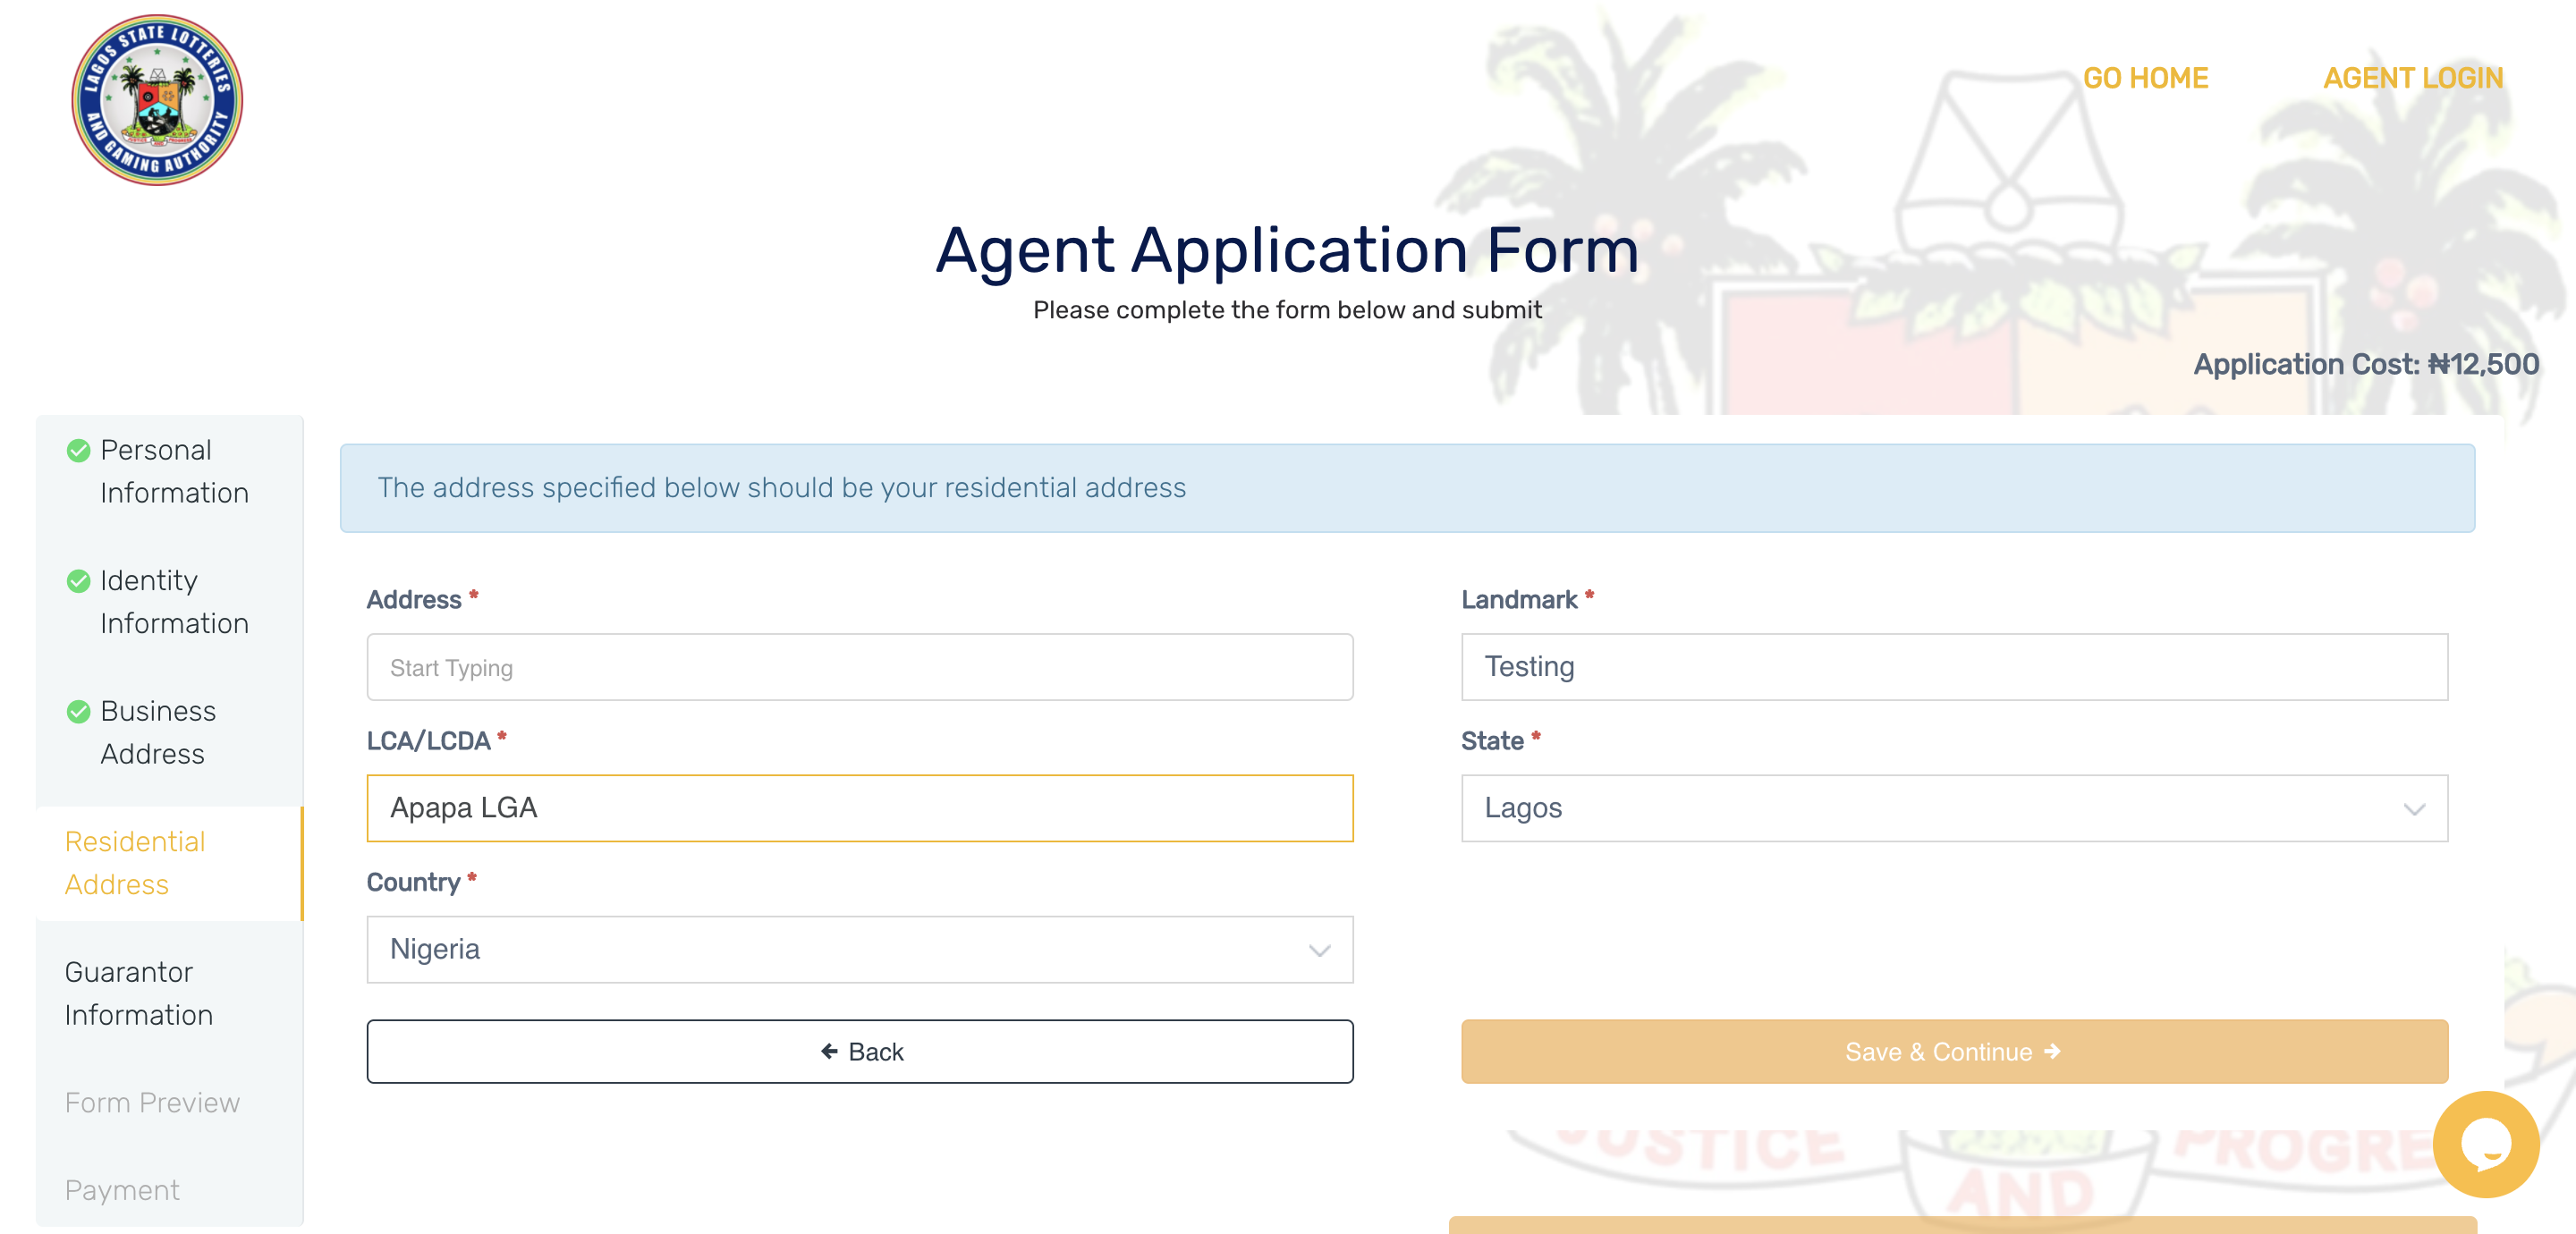 LAGOS STATE LOTTERIES
AND GAMING AUTHORITY
GO HOME
AGENT LOGIN
Agent Application Form
Please complete the form below and submit
Application Cost: ₦12,500
Personal
Information
Identity
Information
Business
Address
Residential
Address
Guarantor
Information
Form Preview
Payment
The address specified below should be your residential address
Address *
Start Typing
Landmark *
Testing
LCA/LCDA *
Apapa LGA
State *
Lagos
Country *
Nigeria
Back
Save & Continue
JUSTICE
AND
PROGRE